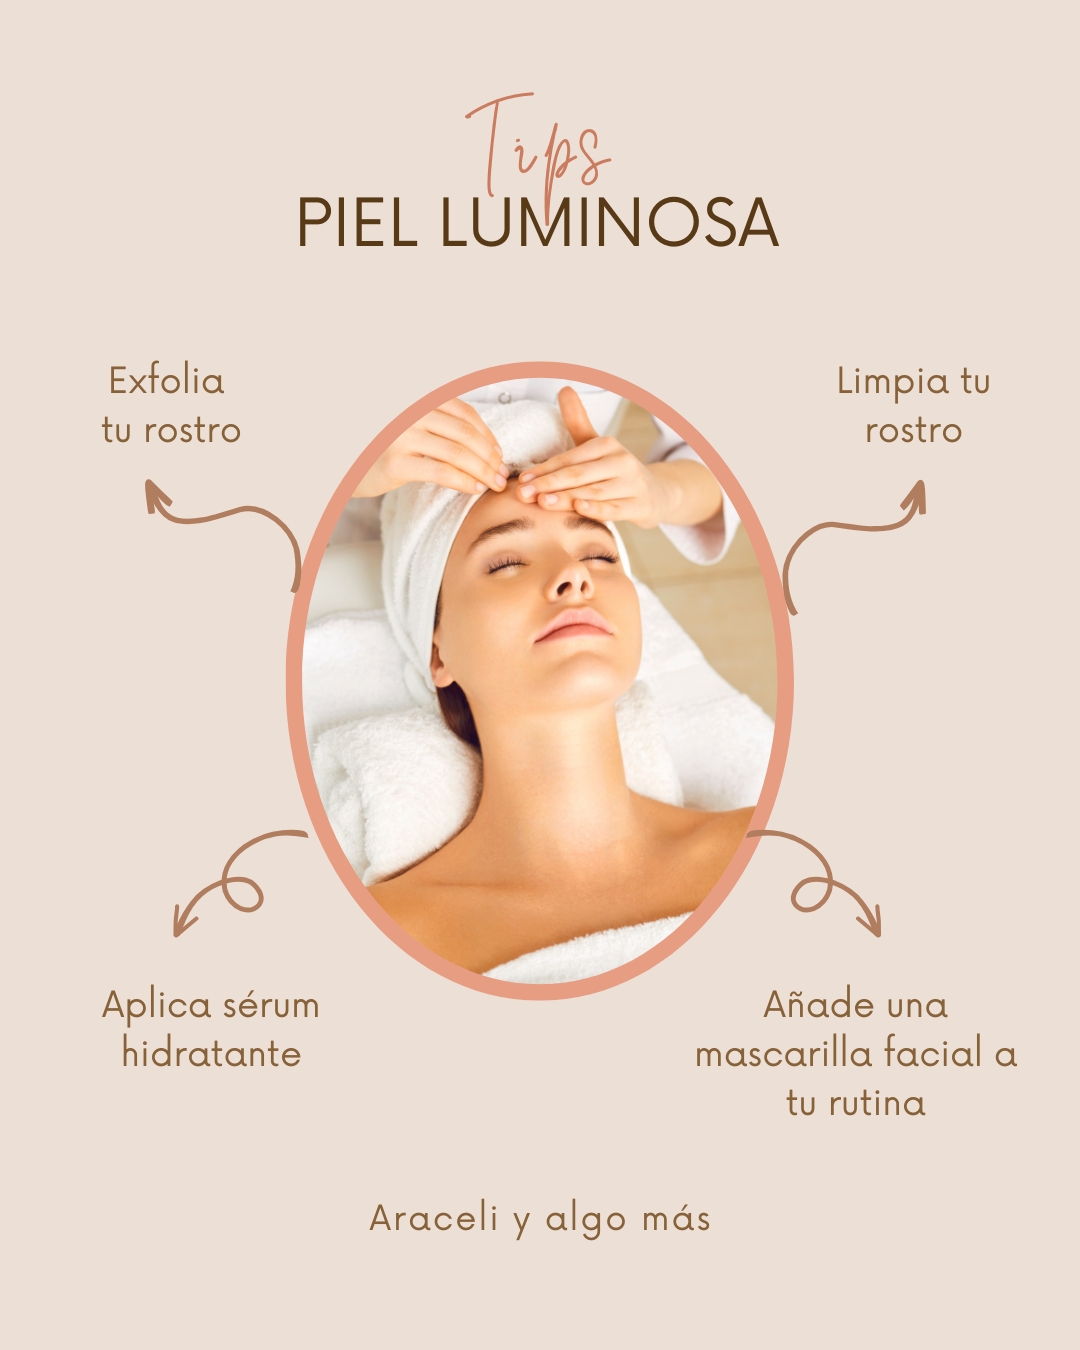 Tips
PIEL LUMINOSA
Exfolia
tu rostro
Limpia tu
rostro
Aplica sérum
hidratante
Añade una
mascarilla facial a
tu rutina
Araceli y algo más